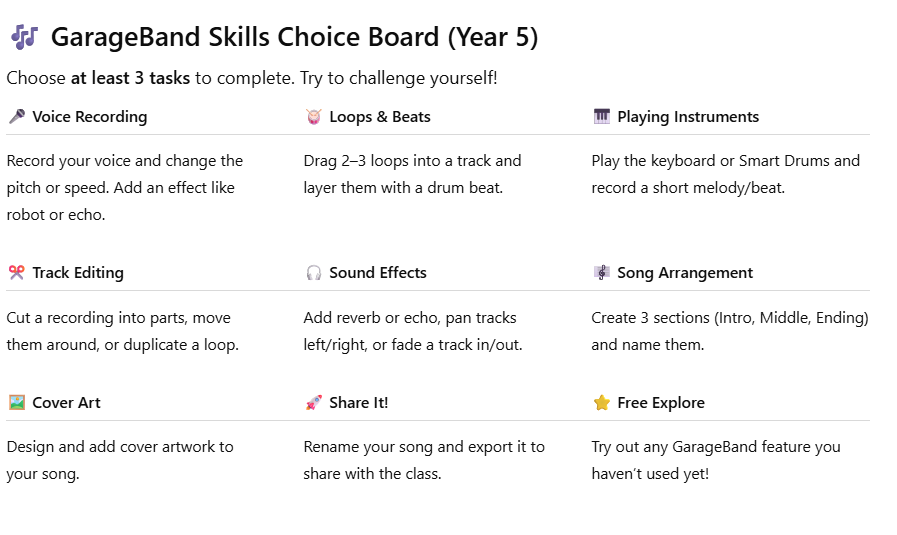 🎶 GarageBand Skills Choice Board (Year 5)
Choose at least 3 tasks to complete. Try to challenge yourself!
🎤 Voice Recording
Record your voice and change the
pitch or speed. Add an effect like
robot or echo.
🥁 Loops & Beats
Drag 2–3 loops into a track and
layer them with a drum beat.
🎹 Playing Instruments
Play the keyboard or Smart Drums and
record a short melody/beat.
✂️ Track Editing
Cut a recording into parts, move
them around, or duplicate a loop.
🎧 Sound Effects
Add reverb or echo, pan tracks
left/right, or fade a track in/out.
🎼 Song Arrangement
Create 3 sections (Intro, Middle, Ending)
and name them.
🖼️ Cover Art
Design and add cover artwork to
your song.
🚀 Share It!
Rename your song and export it to
share with the class.
⭐ Free Explore
Try out any GarageBand feature you
haven’t used yet!